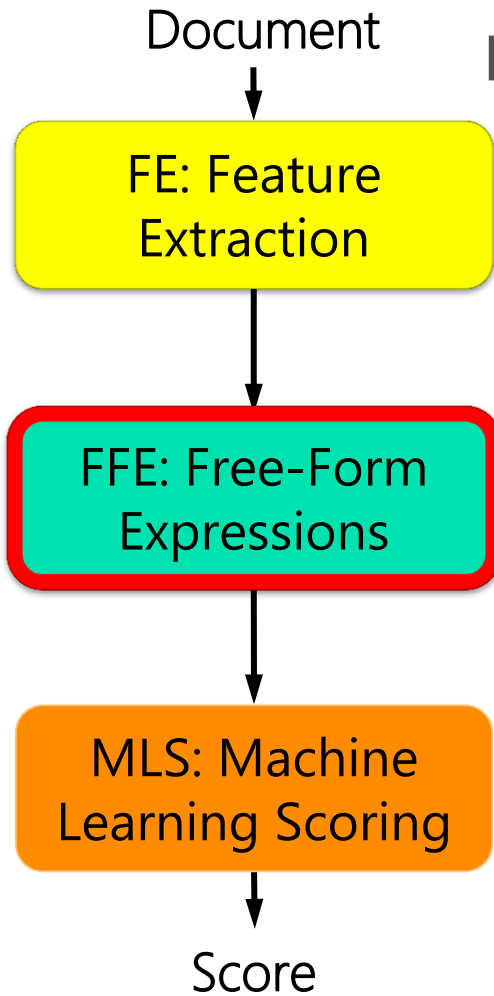 Document
FE: Feature
Extraction
FFE: Free-Form
Expressions
MLS: Machine
Learning Scoring
Score